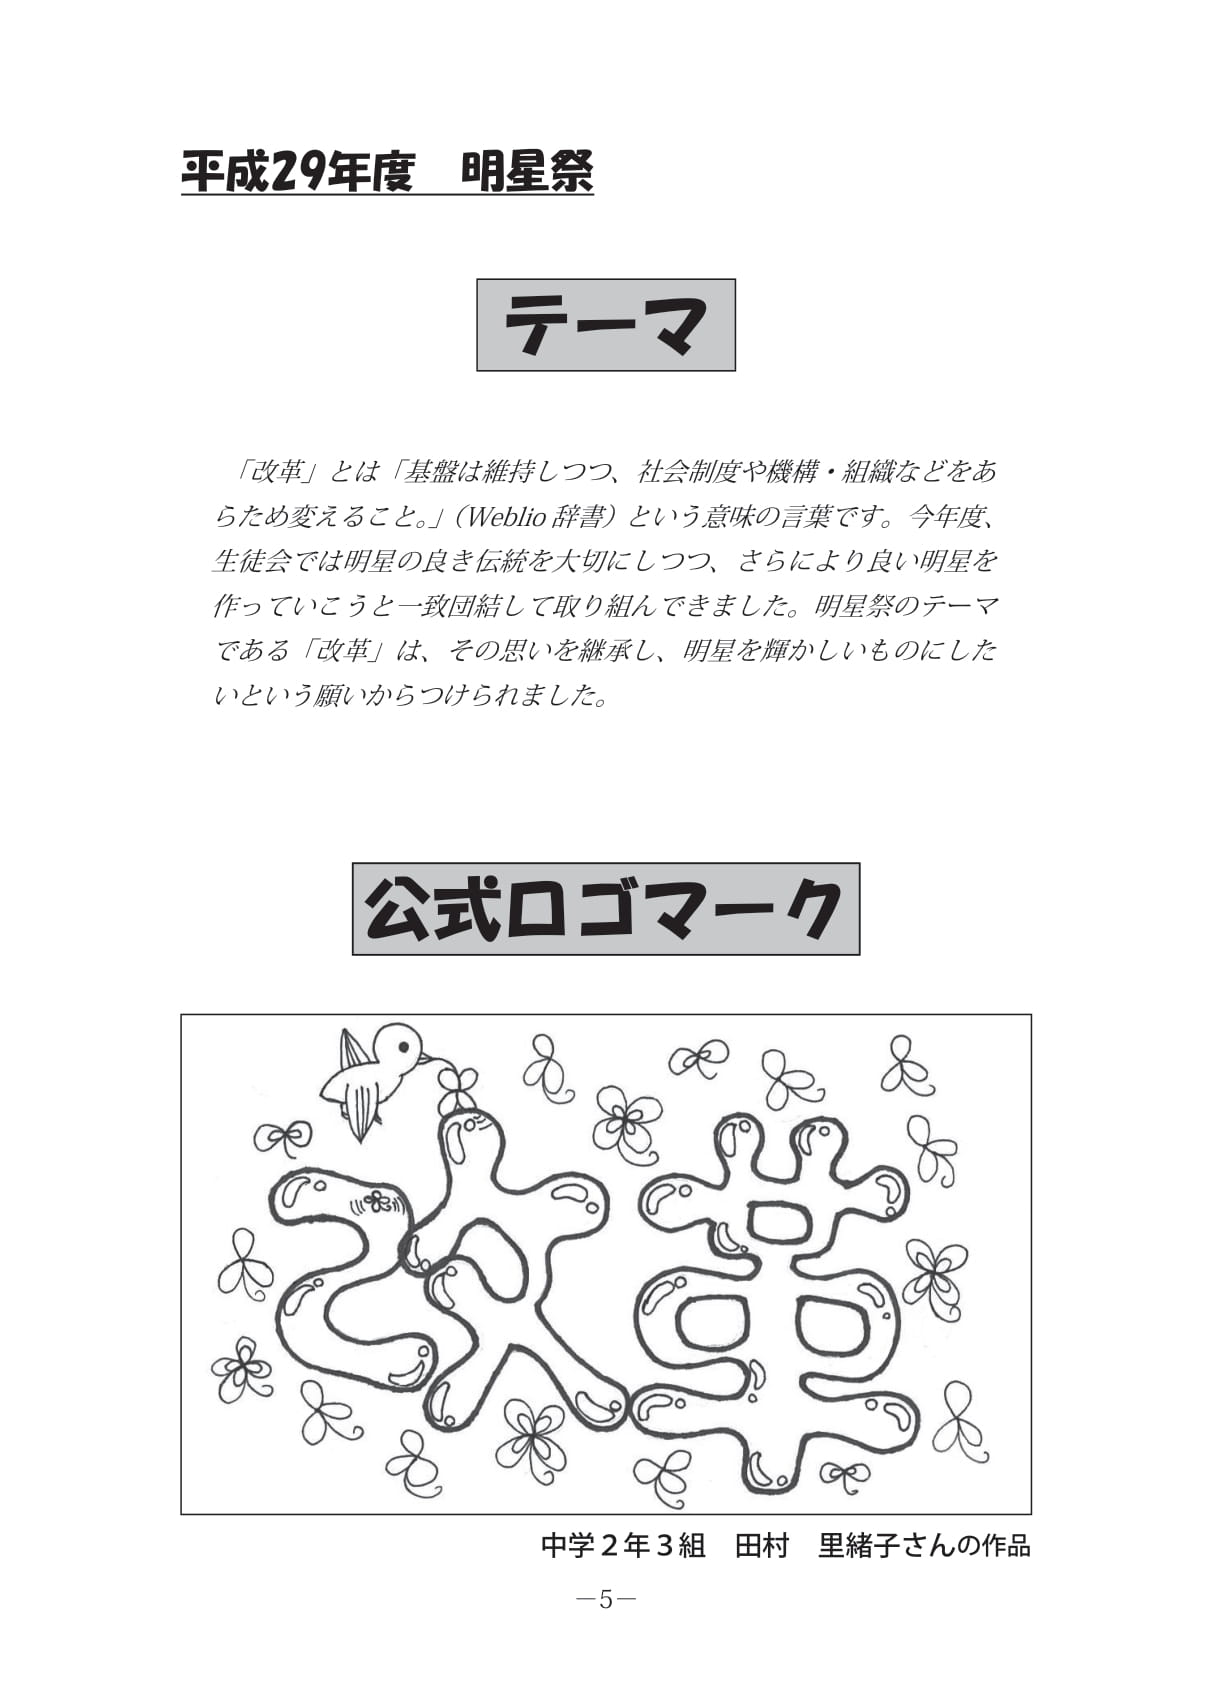 平成29年度　明星祭
テーマ
「改革」とは「基盤は維持しつつ、社会制度や機構・組織などをあ
らため変えること。」（Weblio 辞書）という意味の言葉です。今年度、
生徒会では明星の良き伝統を大切にしつつ、さらにより良い明星を
作っていこうと一致団結して取り組んできました。明星祭のテーマ
である「改革」は、その思いを継承し、明星を輝かしいものにした
いという願いからつけられました。
公式ロゴマーク
改革
中学２年３組　田村　里緒子さんの作品
－5－